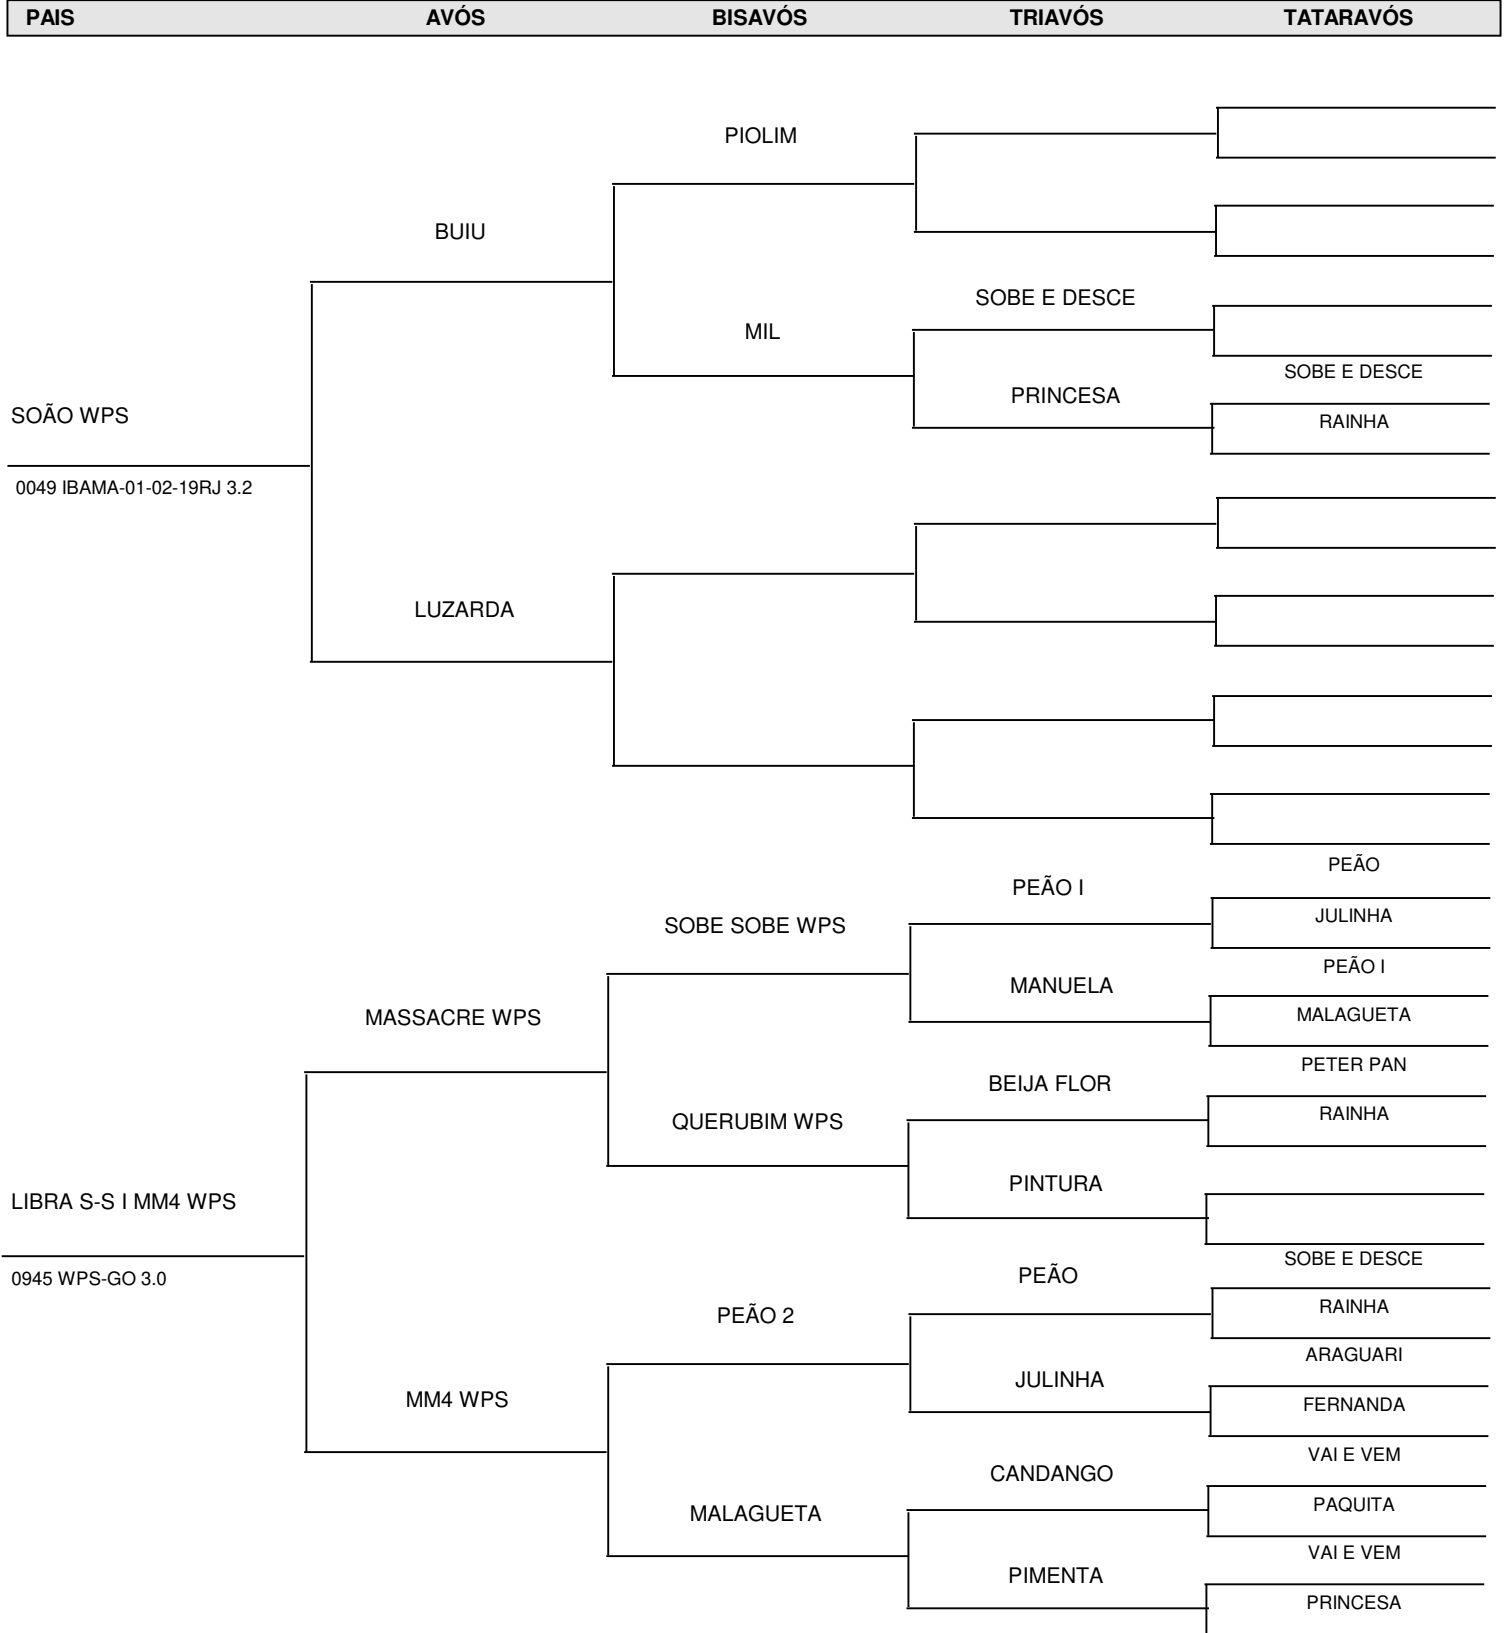 PAIS AVÓS BISAVÓS TRIAVÓS TATARAVÓS
PIOLIM
BUIU
SOBE E DESCE
MIL
SOBE E DESCE
PRINCESA
SOÃO WPS
RAINHA
0049 IBAMA-01-02-19RJ 3.2
LUZARDA
PEÃO
PEÃO I
JULINHA
SOBE SOBE WPS
PEÃO I
MANUELA
MALAGUETA
MASSACRE WPS
PETER PAN
BEIJA FLOR
RAINHA
QUERUBIM WPS
PINTURA
LIBRA S-S I MM4 WPS
SOBE E DESCE
PEÃO
0945 WPS-GO 3.0
RAINHA
PEÃO 2
ARAGUARI
JULINHA
MM4 WPS
FERNANDA
VAI E VEM
CANDANGO
PAQUITA
MALAGUETA
VAI E VEM
PIMENTA
PRINCESA